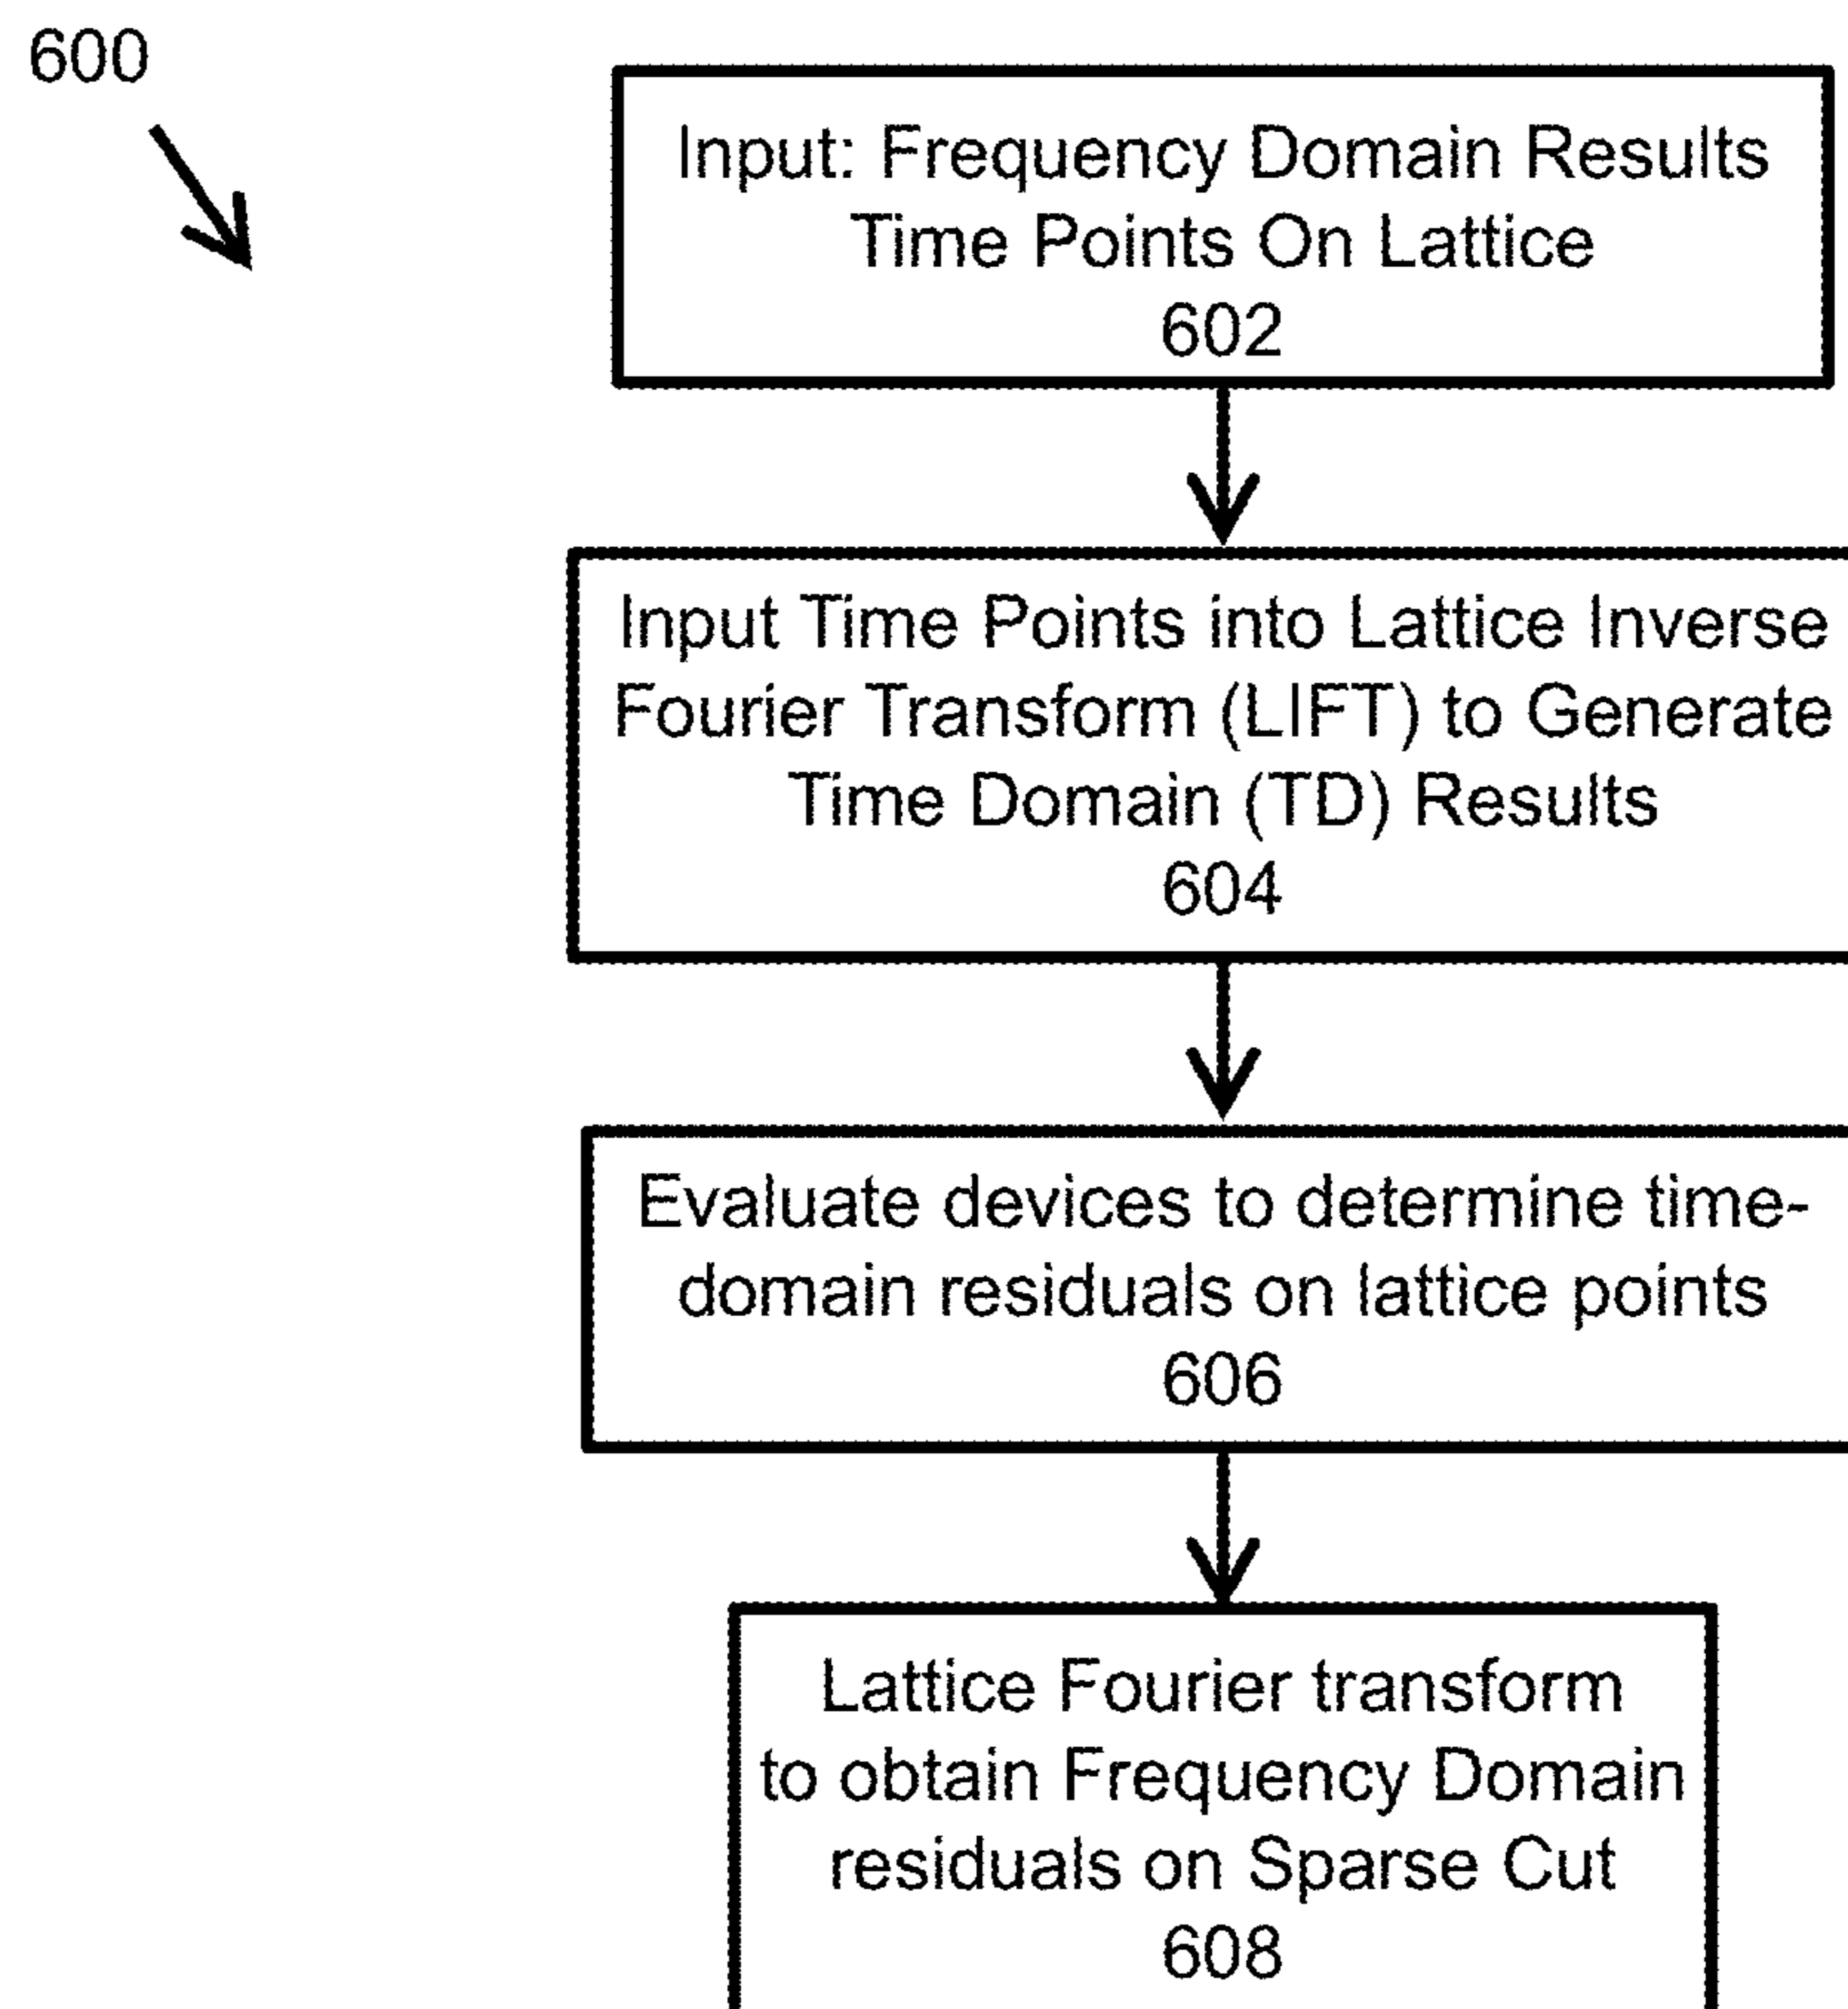 600
Input: Frequency Domain Results
Time Points On Lattice
602
Input Time Points into Lattice Inverse
Fourier Transform (LIFT) to Generate
Time Domain (TD) Results
604
Evaluate devices to determine time-
domain residuals on lattice points
606
Lattice Fourier transform
to obtain Frequency Domain
residuals on Sparse Cut
608